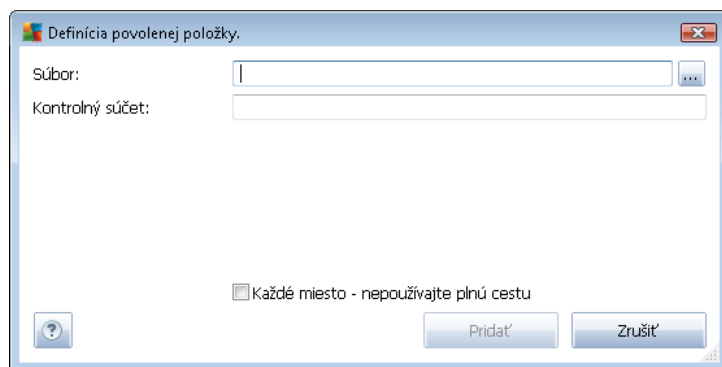 Definícia povolenej položky.
Súbor:
...
Kontrolný súčet:
Každé miesto - nepoužívajte plnú cestu
?
Pridať
Zrušiť